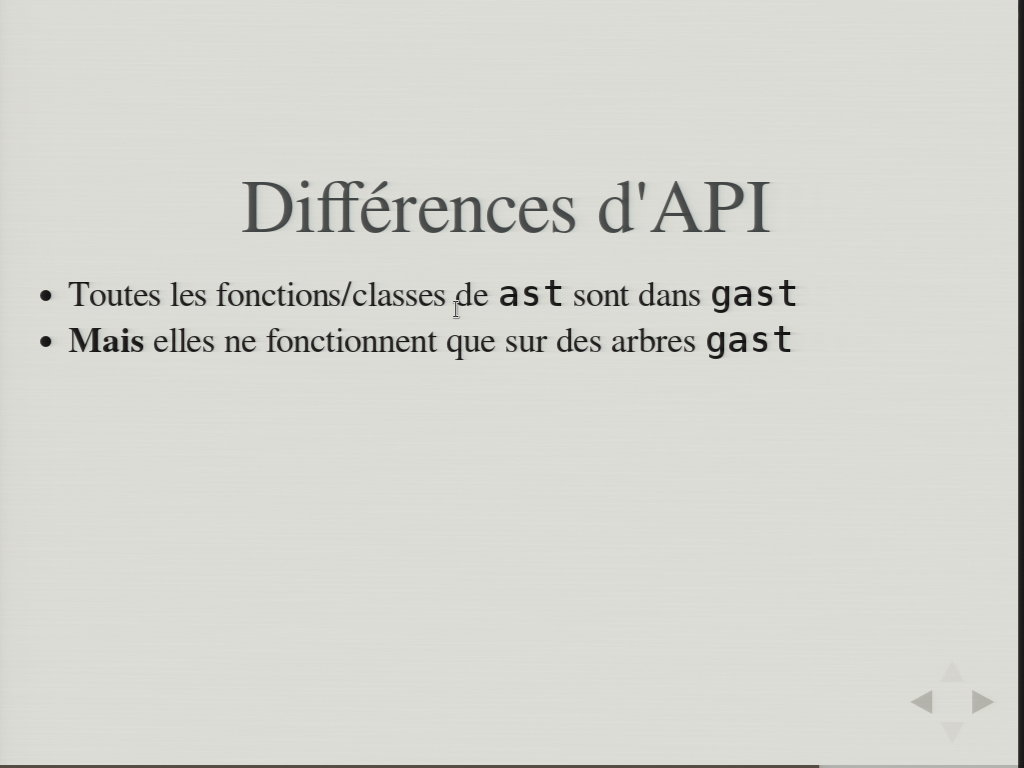 Différences d'API
Toutes les fonctions/classes de ast sont dans gast
Mais elles ne fonctionnent que sur des arbres gast